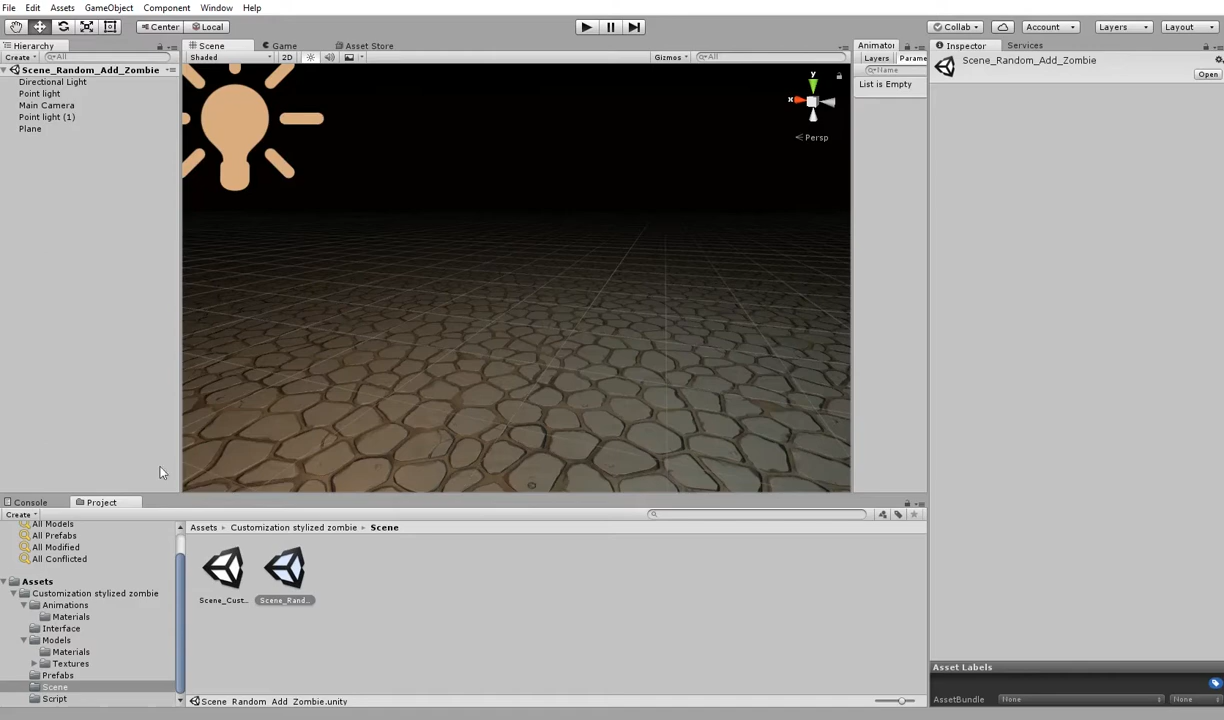 File Edit Assets GameObject Component Window Help
Center Local Collab Account Layers Layout
Hierarchy Scene Game Asset Store Animator Inspector Services
Create All Shaded 2D Gizmos All Layers Parame
Scene_Random_Add_Zombie
Directional Light
Point light
Main Camera
Point light (1)
Plane
y
x
Persp
Name
List is Empty
Scene_Random_Add_Zombie
Open
Console Project
Create
All Models
All Prefabs
All Modified
All Conflicted
Assets
Customization stylized zombie
Animations
Materials
Interface
Models
Materials
Textures
Prefabs
Scene
Script
Assets Customization stylized zombie Scene
Scene_Cust... Scene_Rand...
Scene_Random_Add_Zombie.unity
Asset Labels
AssetBundle None None